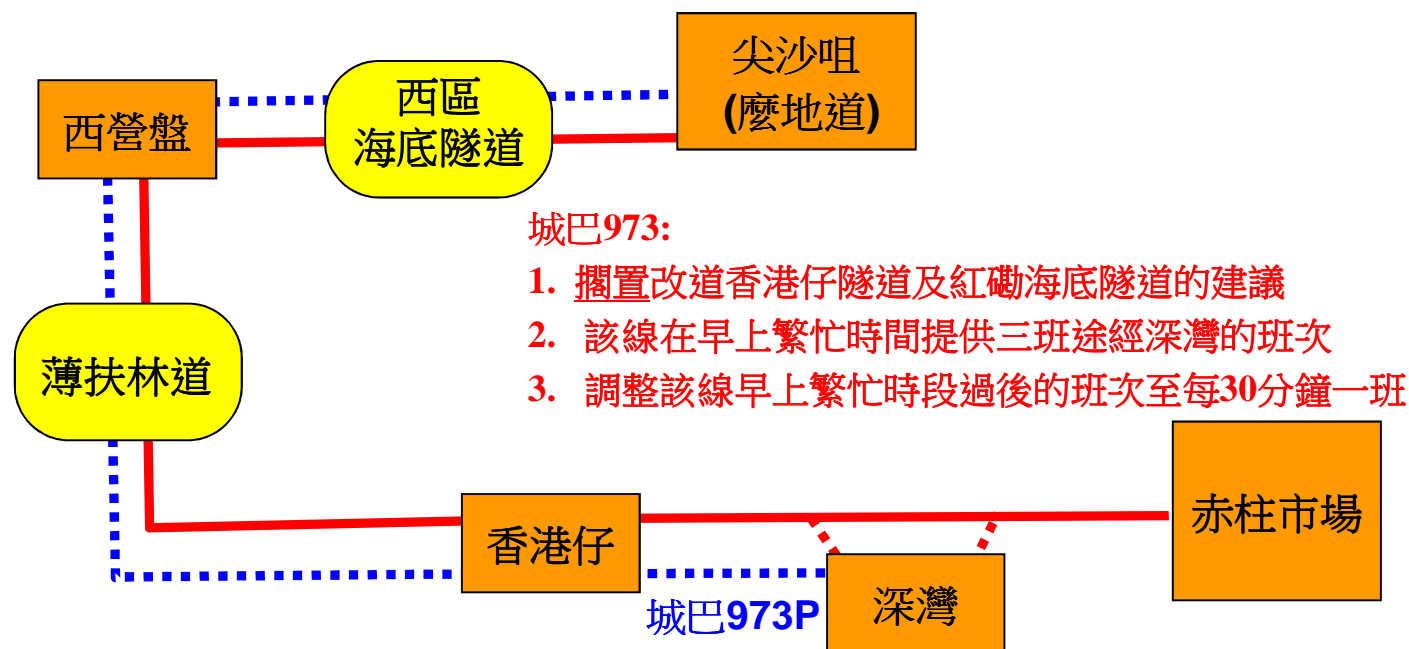 尖沙咀
(麼地道)
西區
海底隧道
西營盤
城巴973:
1. 擱置改道香港仔隧道及紅磡海底隧道的建議
2. 該線在早上繁忙時間提供三班途經深灣的班次
3. 調整該線早上繁忙時段過後的班次至每30分鐘一班
薄扶林道
赤柱市場
香港仔
深灣
城巴973P